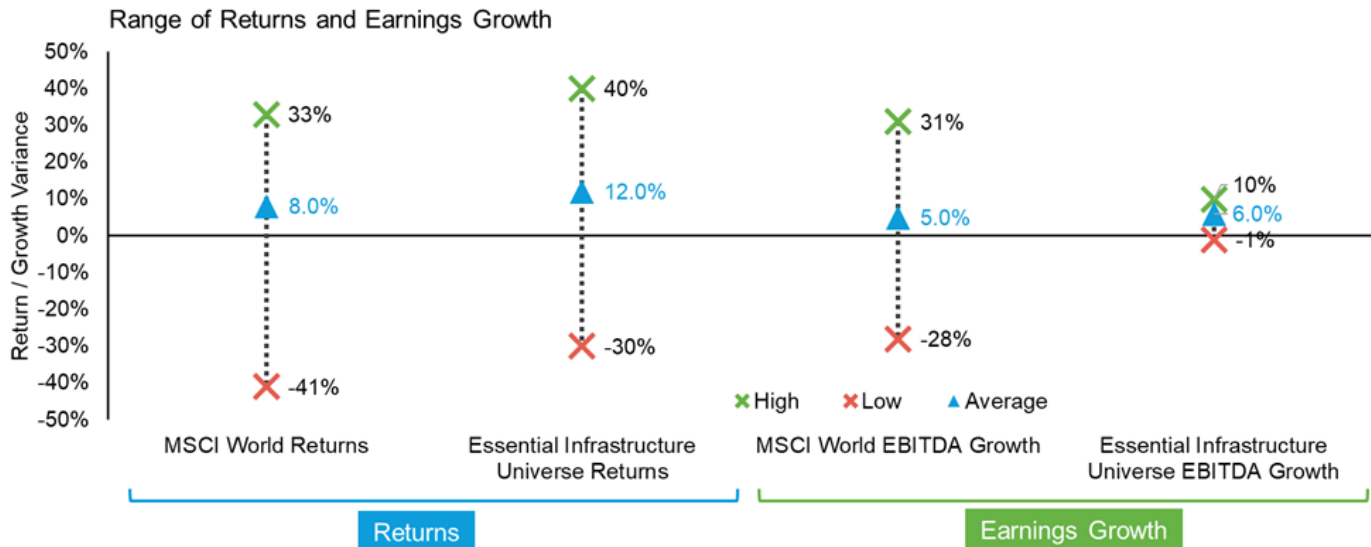 Range of Returns and Earnings Growth
Return / Growth Variance
50%
40%
30%
20%
10%
0%
-10%
-20%
-30%
-40%
-50%
33%
8.0%
-41%
40%
12.0%
-30%
31%
5.0%
-28%
10%
6.0%
-1%
High Low Average
MSCI World Returns
Essential Infrastructure
Universe Returns
MSCI World EBITDA Growth
Essential Infrastructure
Universe EBITDA Growth
Returns
Earnings Growth